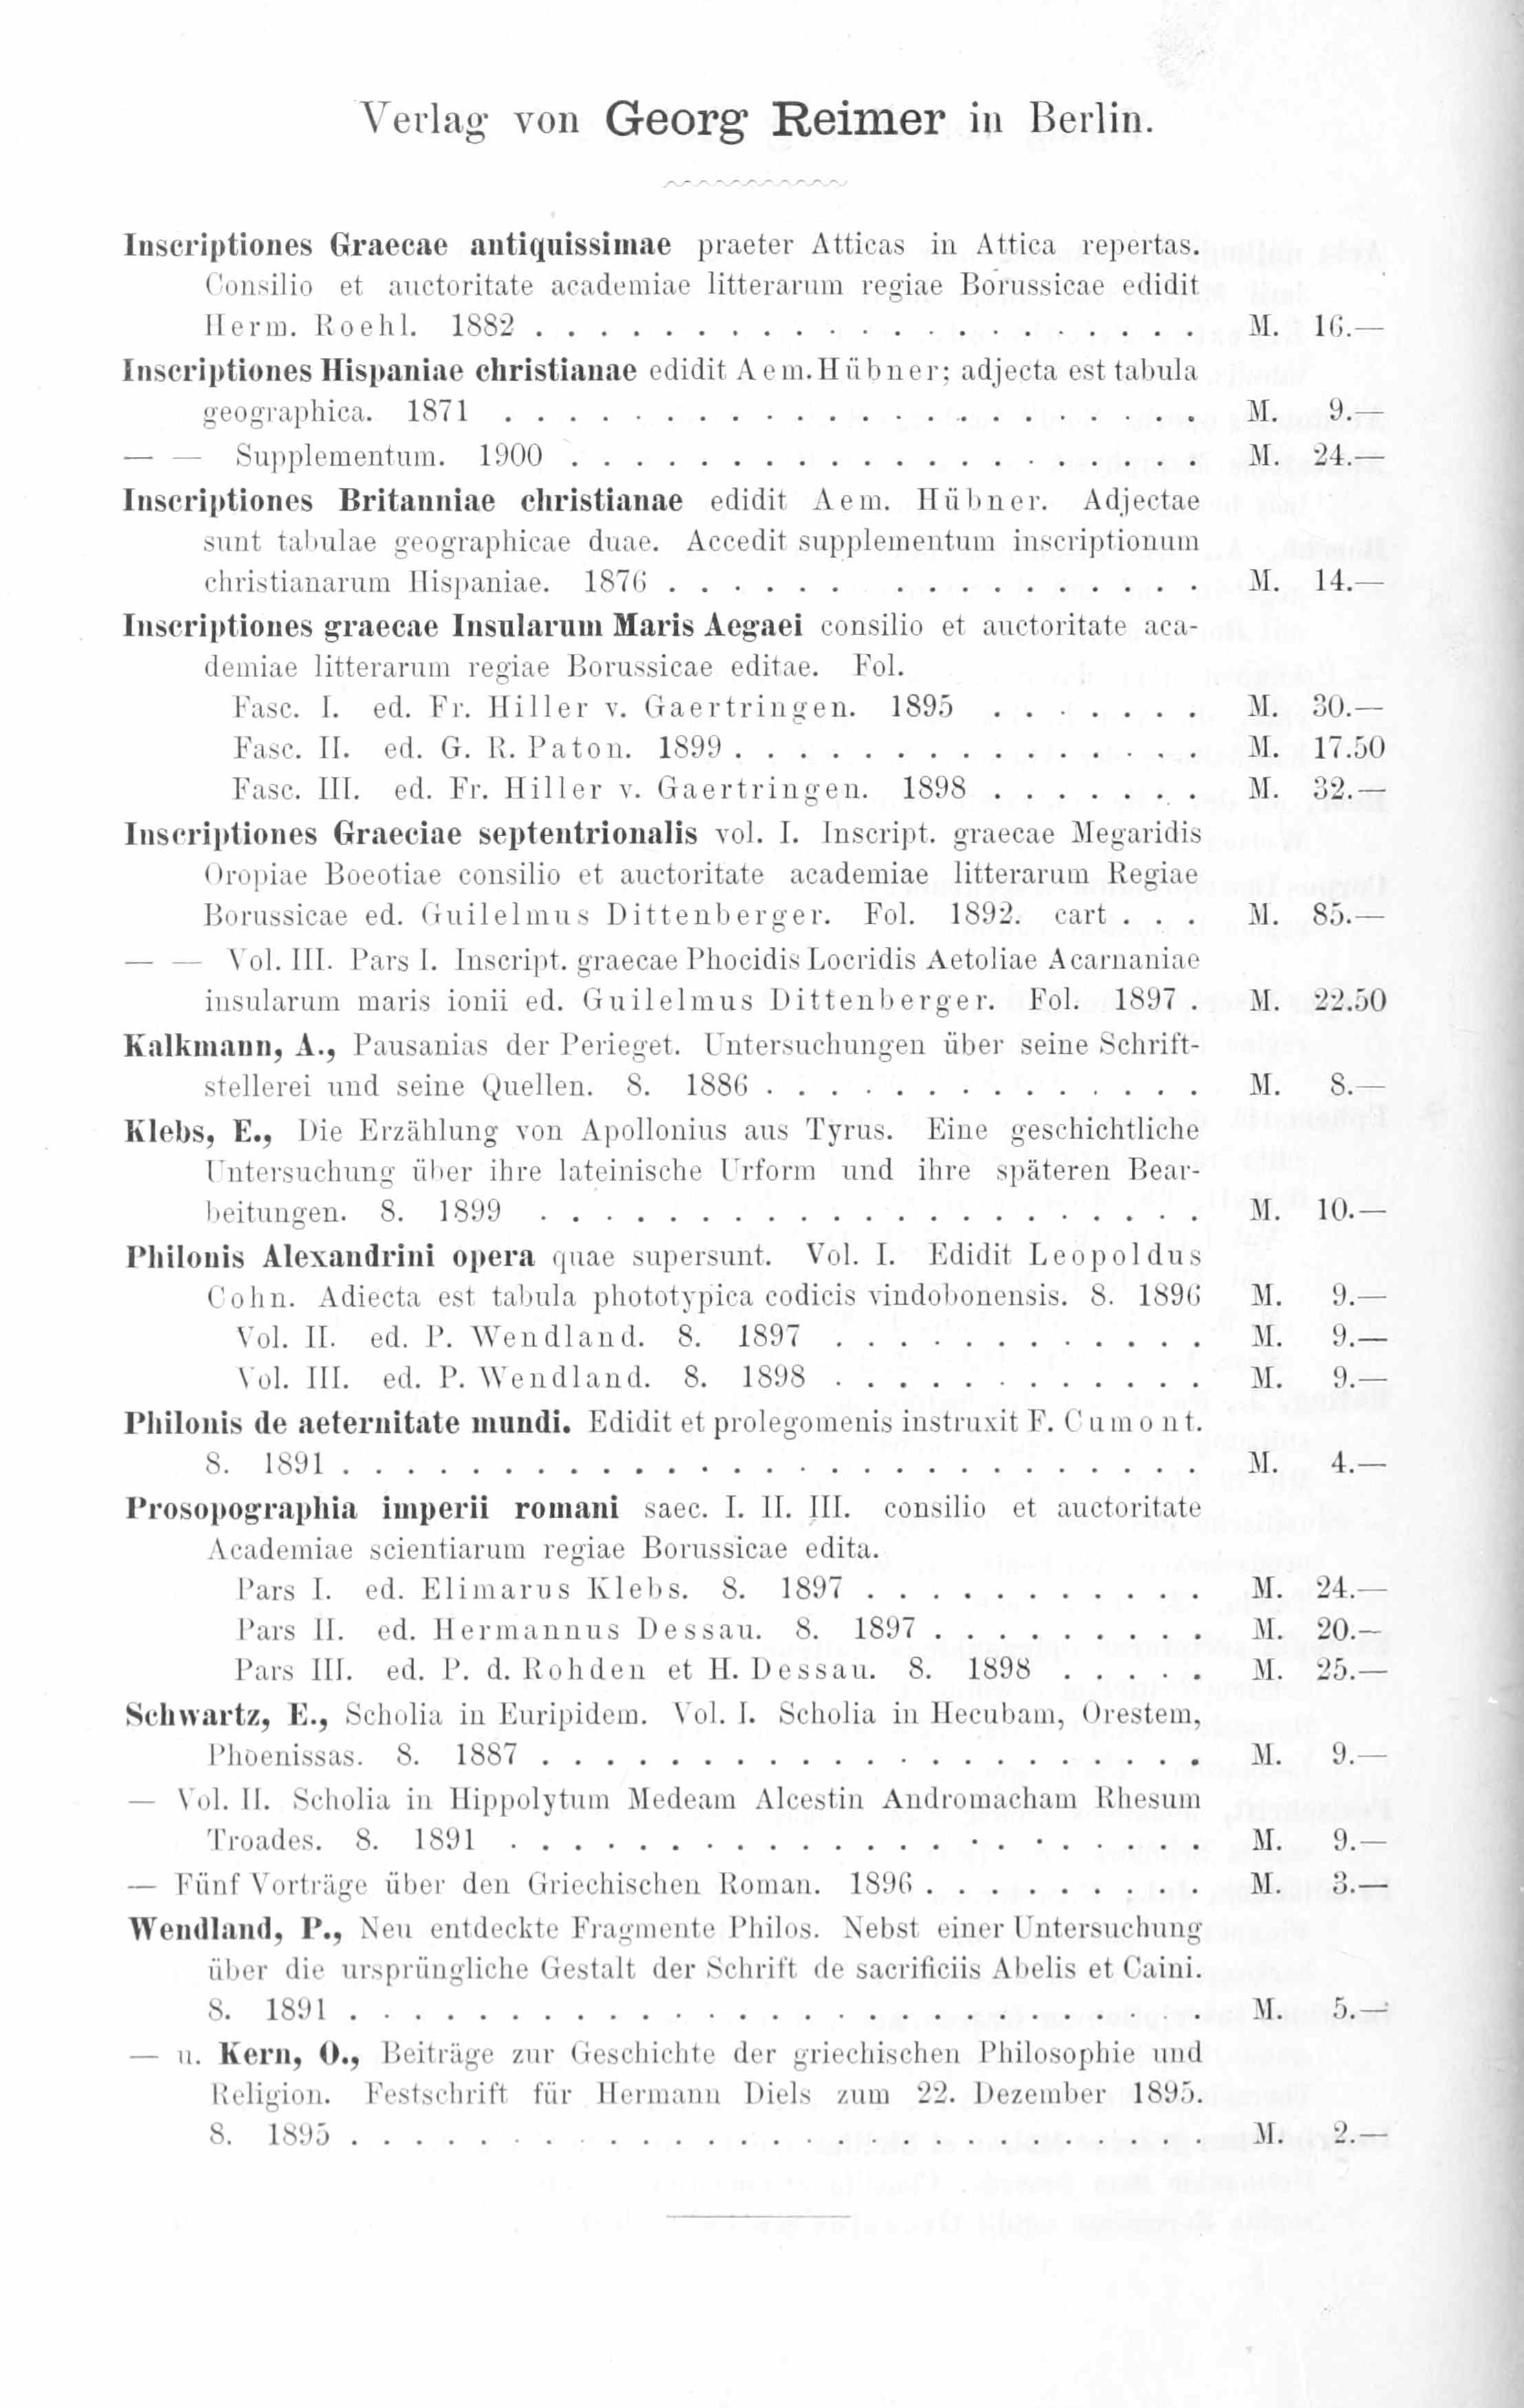 Verlag von Georg Reimer in Berlin.
Inscriptiones Graecae antiquissimae praeter Atticas in Attica repertas.
Consilio et auctoritate academiae litterarum regiae Borussicae edidit
Herm. Roehl. 1882 . . . . . . . . . . . . . . . . . . . . . M. 16.—
Inscriptiones Hispaniae christianae edidit Aem. Hübner; adjecta est tabula
geographica. 1871 . . . . . . . . . . . . . . . . . . . . . . M. 9.—
— — Supplementum. 1900 . . . . . . . . . . . . . . . . . . . . M. 24.—
Inscriptiones Britanniae christianae edidit Aem. Hübner. Adjectae
sunt tabulae geographicae duae. Accedit supplementum inscriptionum
christianarum Hispaniae. 1876 . . . . . . . . . . . . . . . . M. 14.—
Inscriptiones graecae Insularum Maris Aegaei consilio et auctoritate aca-
demiae litterarum regiae Borussicae editae. Fol.
Fasc. I. ed. Fr. Hiller v. Gaertringen. 1895 . . . . . . . M. 30.—
Fasc. II. ed. G. R. Paton. 1899 . . . . . . . . . . . . . . . M. 17.50
Fasc. III. ed. Fr. Hiller v. Gaertringen. 1898 . . . . . . . M. 32.—
Inscriptiones Graeciae septentrionalis vol. I. Inscript. graecae Megaridis
Oropiae Boeotiae consilio et auctoritate academiae litterarum Regiae
Borussicae ed. Guilelmus Dittenberger. Fol. 1892. cart . . . M. 85.—
— — Vol. III. Pars I. Inscript. graecae Phocidis Locridis Aetoliae Acarnaniae
insularum maris ionii ed. Guilelmus Dittenberger. Fol. 1897 . M. 22.50
Kalkmann, A., Pausanias der Perieget. Untersuchungen über seine Schrift-
stellerei und seine Quellen. 8. 1886 . . . . . . . . . . . . . . M. 8.—
Klebs, E., Die Erzählung von Apollonius aus Tyrus. Eine geschichtliche
Untersuchung über ihre lateinische Urform und ihre späteren Bear-
beitungen. 8. 1899 . . . . . . . . . . . . . . . . . . . . . M. 10.—
Philonis Alexandrini opera quae supersunt. Vol. I. Edidit Leopoldus
Cohn. Adiecta est tabula phototypica codicis vindobonensis. 8. 1896 M. 9.—
Vol. II. ed. P. Wendland. 8. 1897 . . . . . . . . . . . . M. 9.—
Vol. III. ed. P. Wendland. 8. 1898 . . . . . . . . . . . . M. 9.—
Philonis de aeternitate mundi. Edidit et prolegomenis instruxit F. Cumont.
8. 1891 . . . . . . . . . . . . . . . . . . . . . . . . . . . M. 4.—
Prosopographia imperii romani saec. I. II. III. consilio et auctoritate
Academiae scientiarum regiae Borussicae edita.
Pars I. ed. Elimarus Klebs. 8. 1897 . . . . . . . . . . . M. 24.—
Pars II. ed. Hermannus Dessau. 8. 1897 . . . . . . . . . M. 20.—
Pars III. ed. P. d. Rohden et H. Dessau. 8. 1898 . . . . . M. 25.—
Schwartz, E., Scholia in Euripidem. Vol. I. Scholia in Hecubam, Orestem,
Phoenissas. 8. 1887 . . . . . . . . . . . . . . . . . . . . . M. 9.—
— Vol. II. Scholia in Hippolytum Medeam Alcestin Andromacham Rhesum
Troades. 8. 1891 . . . . . . . . . . . . . . . . . . . . . . M. 9.—
— Fünf Vorträge über den Griechischen Roman. 1896 . . . . . . . . . M. 3.—
Wendland, P., Neu entdeckte Fragmente Philos. Nebst einer Untersuchung
über die ursprüngliche Gestalt der Schrift de sacrificiis Abelis et Caini.
8. 1891 . . . . . . . . . . . . . . . . . . . . . . . . . . . M. 5.—
— u. Kern, O., Beiträge zur Geschichte der griechischen Philosophie und
Religion. Festschrift für Hermann Diels zum 22. Dezember 1895.
8. 1895 . . . . . . . . . . . . . . . . . . . . . . . . . . . M. 2.—